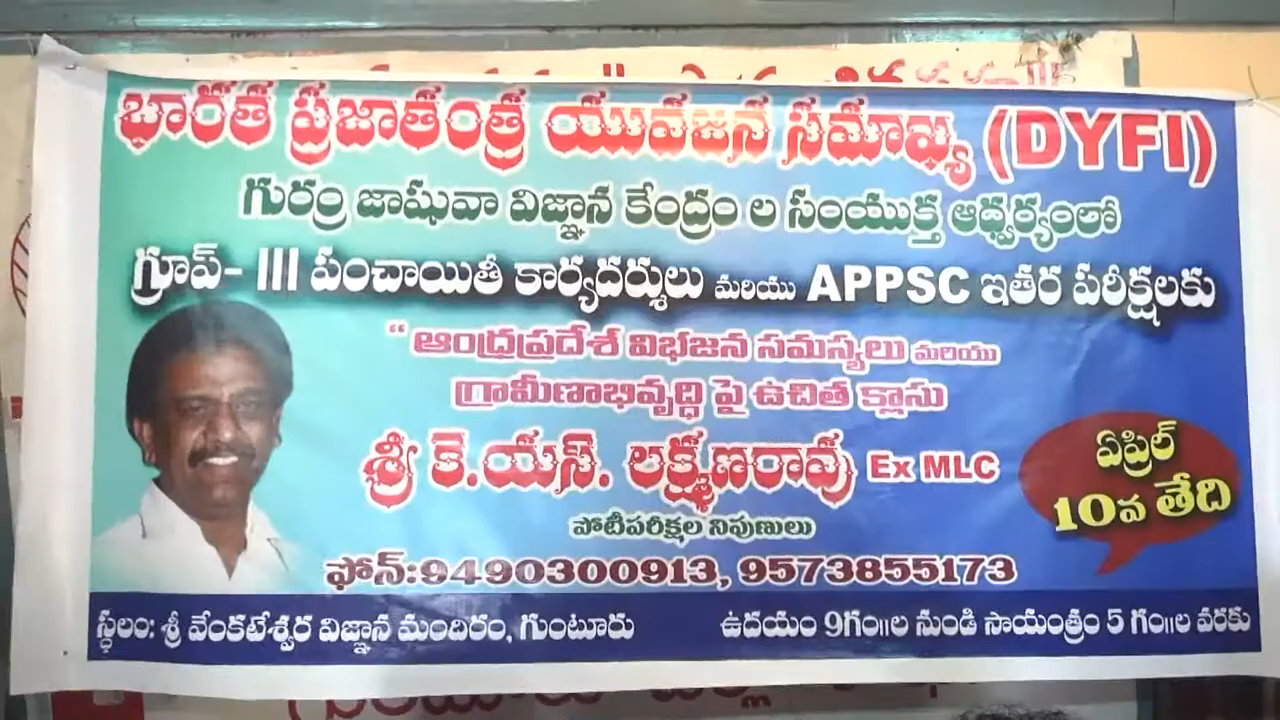 భారత ప్రజాతంత్ర యువజన సమాఖ్య (DYFI)
గుర్రం జాషువా విజ్ఞాన కేంద్రం ల సంయుక్త ఆధ్వర్యంలో
గ్రూప్- III పంచాయితీ కార్యదర్శులు మరియు APPSC ఇతర పరీక్షలకు
“ ఆంధ్రప్రదేశ్ విభజన సమస్యలు మరియు
గ్రామీణాభివృద్ధి పై ఉచిత క్లాసు
శ్రీ కె.యస్. లక్ష్మణరావు Ex MLC
పోటీపరీక్షల నిపుణులు
ఏప్రిల్
10వ తేది
ఫోన్:9490300913, 9573855173
స్థలం: శ్రీ వేంకటేశ్వర విజ్ఞాన మందిరం, గుంటూరు
ఉదయం 9గం॥ల నుండి సాయంత్రం 5 గం॥ల వరకు